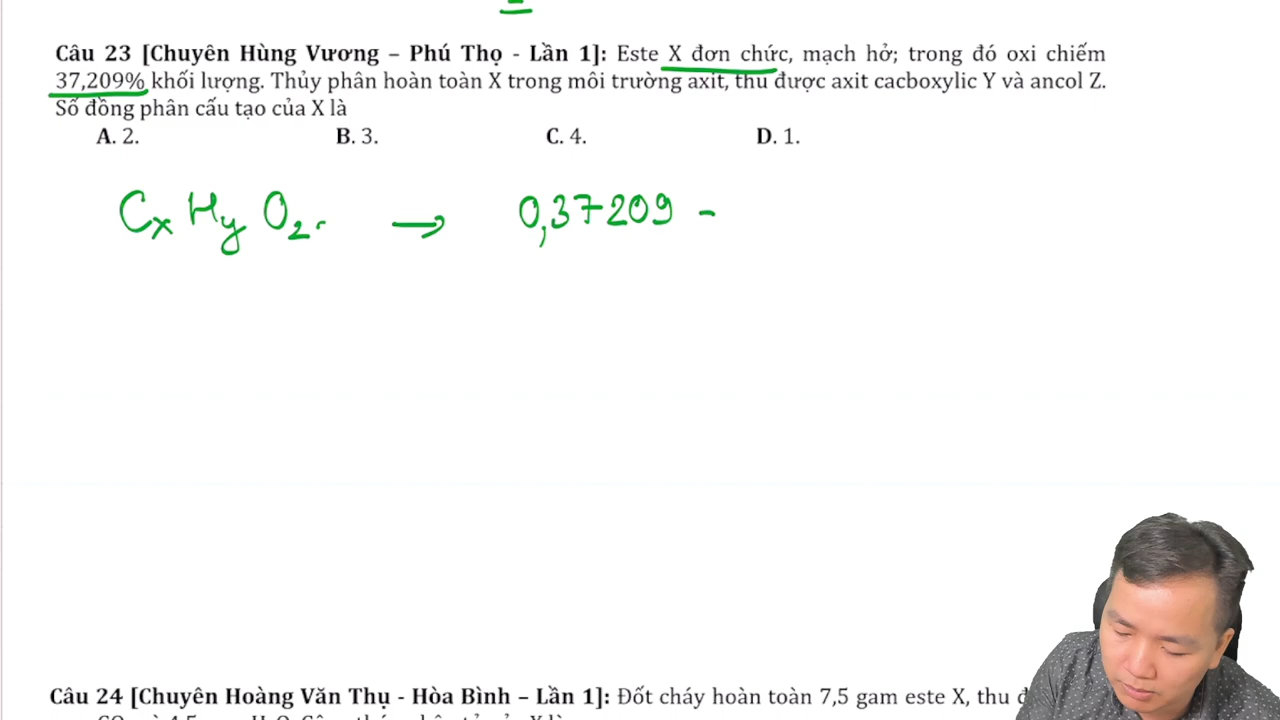 Câu 23 [Chuyên Hùng Vương – Phú Thọ - Lần 1]: Este X đơn chức, mạch hở; trong đó oxi chiếm
37,209% khối lượng. Thủy phân hoàn toàn X trong môi trường axit, thu được axit cacboxylic Y và ancol Z.
Số đồng phân cấu tạo của X là
A. 2. B. 3. C. 4. D. 1.
CxHyO2. → 0,37209 -
Câu 24 [Chuyên Hoàng Văn Thụ - Hòa Bình – Lần 1]: Đốt cháy hoàn toàn 7,5 gam este X, thu